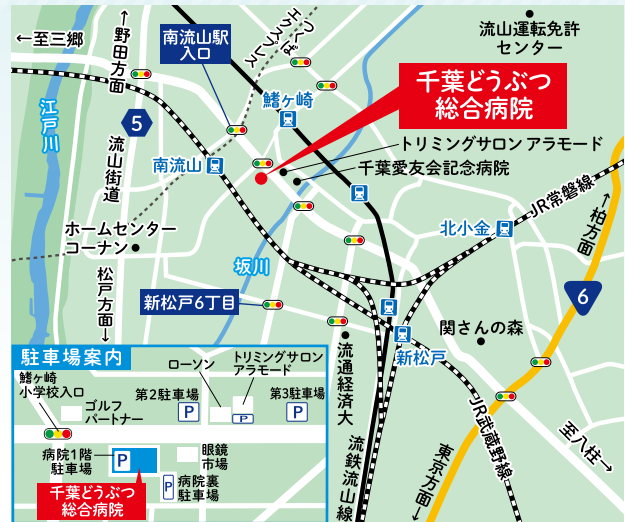 ←至三郷
↑野田方面
南流山駅
入口
つくば
エクスプレス
流山運転免許
センター
千葉どうぶつ
総合病院
鰭ヶ崎
江戸川
5
流山街道
南流山
トリミングサロン アラモード
千葉愛友会記念病院
JR常磐線
↑柏方面
北小金
ホームセンター
コーナン
坂川
松戸方面↓
新松戸6丁目
6
関さんの森
新松戸
流通経済大
JR武蔵野線
至八柱→
東京方面↓
流鉄流山線
駐車場案内
鰭ヶ崎
小学校入口
ゴルフ
パートナー
ローソン
トリミングサロン
アラモード
第2駐車場
P
P
第3駐車場
P
病院1階
駐車場
P
眼鏡
市場
P
病院裏
駐車場
千葉どうぶつ
総合病院